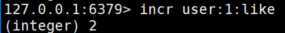 127.0.0.1:6379> incr user:1:like
(integer) 2